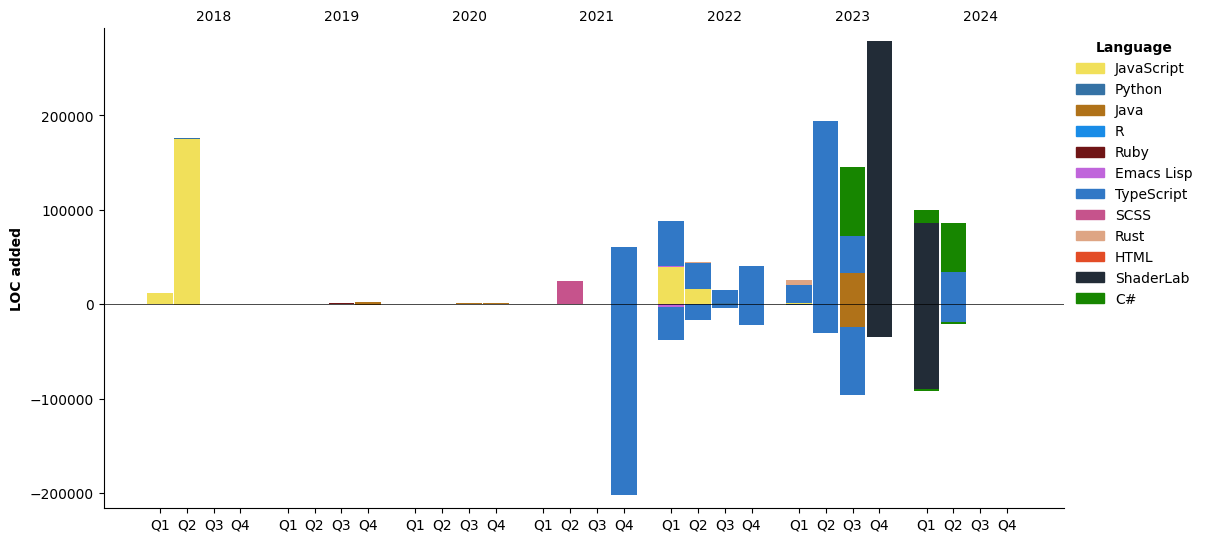 2018 2019 2020 2021 2022 2023 2024
LOC added
200000
100000
0
−100000
−200000
Q1 Q2 Q3 Q4 Q1 Q2 Q3 Q4 Q1 Q2 Q3 Q4 Q1 Q2 Q3 Q4 Q1 Q2 Q3 Q4 Q1 Q2 Q3 Q4 Q1 Q2 Q3 Q4
Language
JavaScript
Python
Java
R
Ruby
Emacs Lisp
TypeScript
SCSS
Rust
HTML
ShaderLab
C#